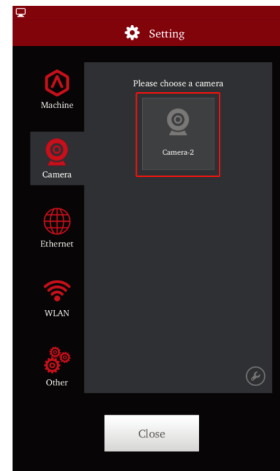 Setting
Machine
Please choose a camera
Camera-2
Camera
Ethernet
WLAN
Other
Close